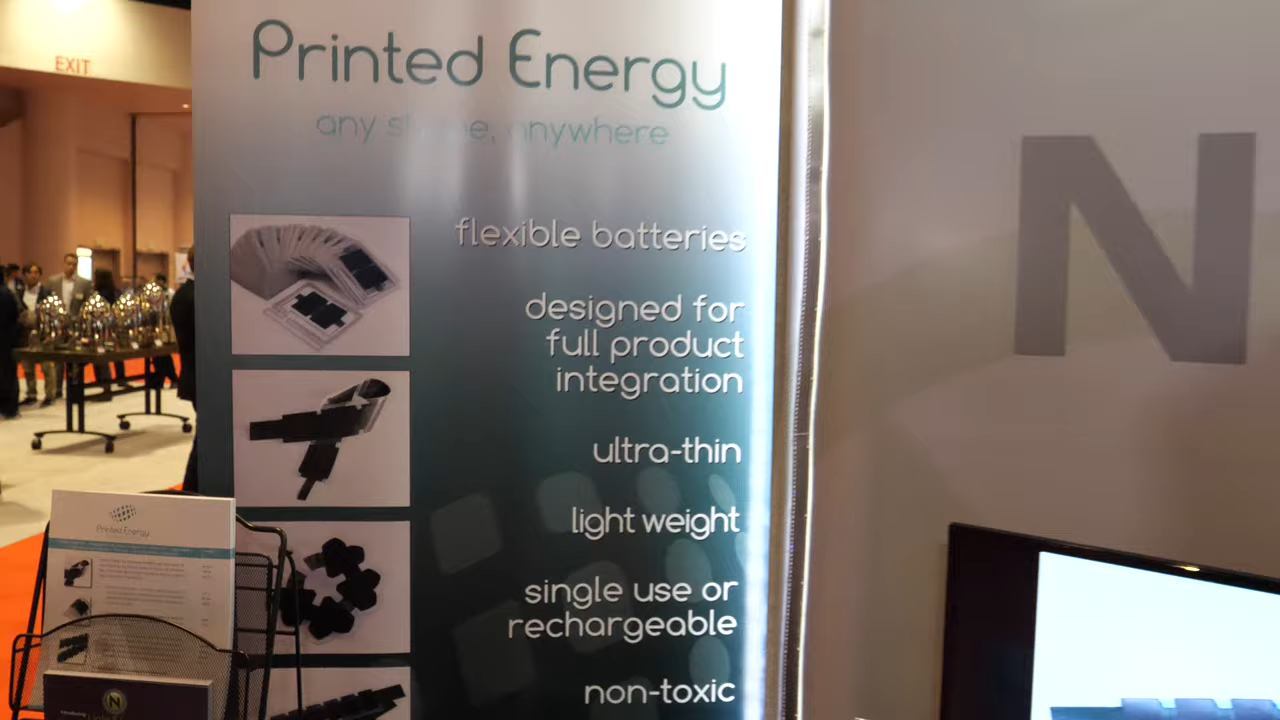 EXIT
Printed Energy
any shape, anywhere
flexible batteries
designed for
full product
integration
ultra-thin
light weight
single use or
rechargeable
non-toxic
N
Printed Energy
N